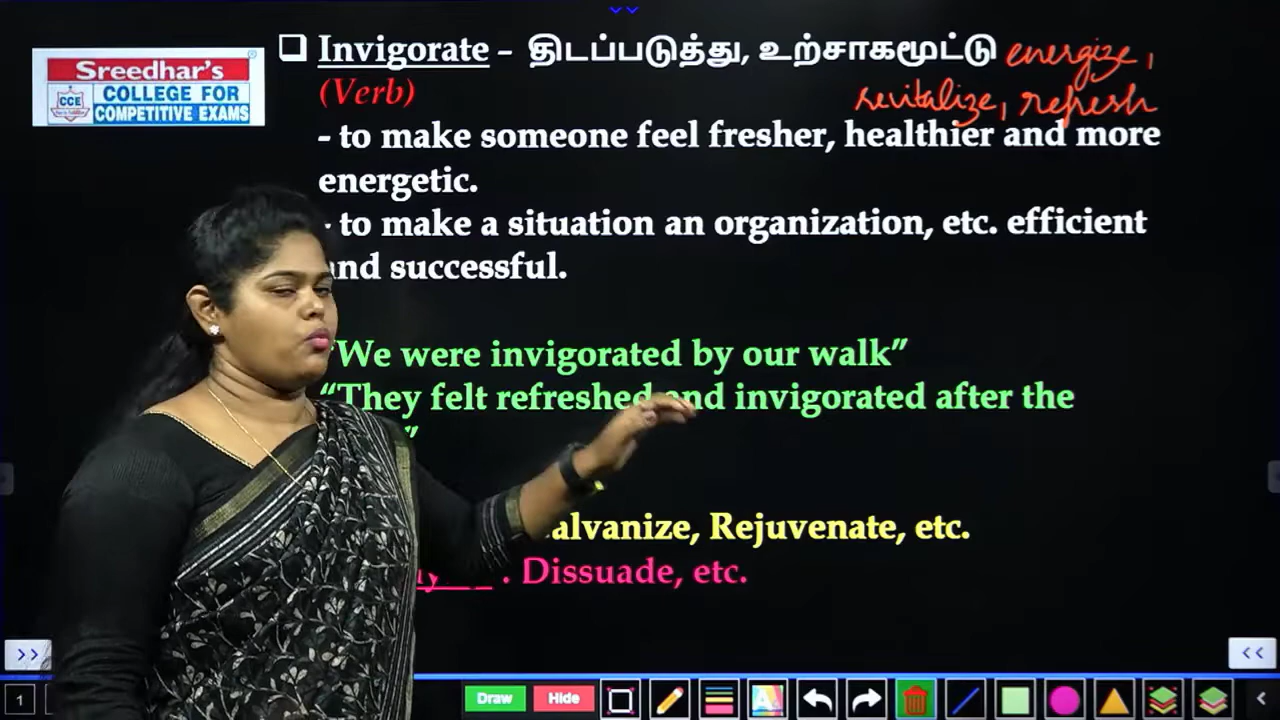 Sreedhar's
CCE
COLLEGE FOR
COMPETITIVE EXAMS
Invigorate – திடப்படுத்து, உற்சாகமூட்டு energize,
(Verb) revitalize, refresh
- to make someone feel fresher, healthier and more
energetic.
- to make a situation an organization, etc. efficient
and successful.
“We were invigorated by our walk”
“They felt refreshed and invigorated after the
”
Rejuvenate, etc.
. Dissuade, etc.
>> <<
1 Draw Hide